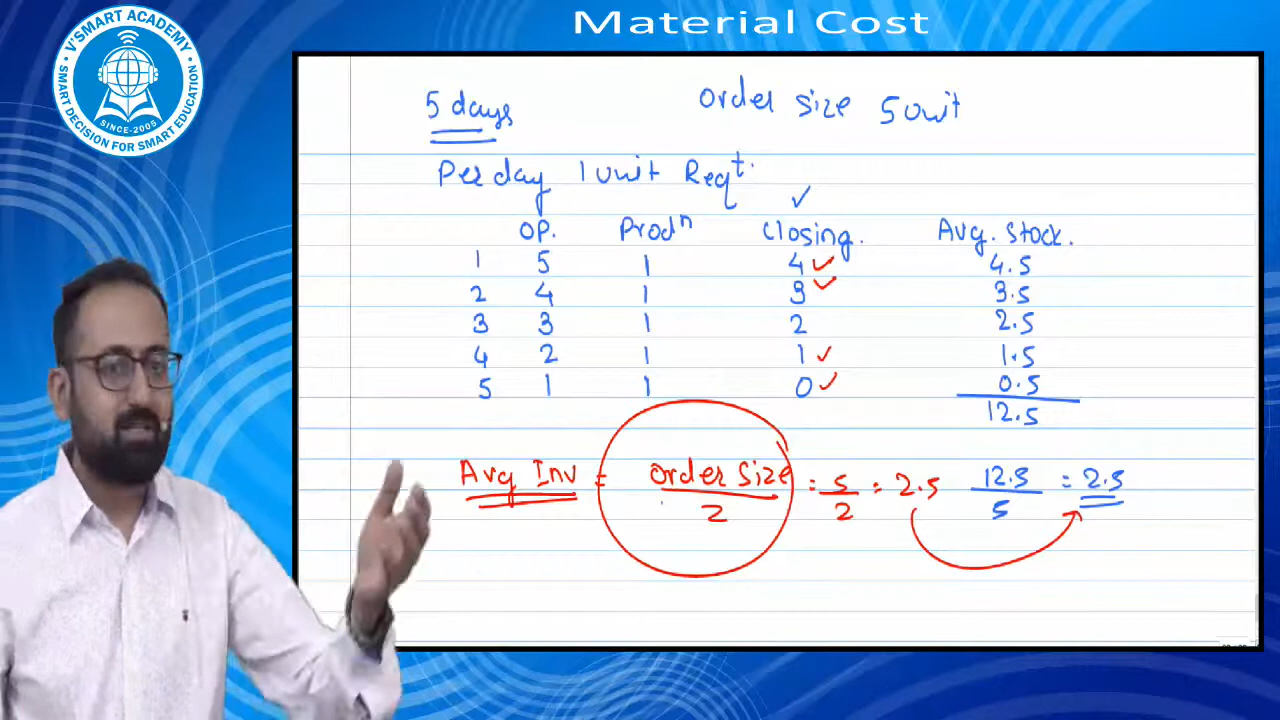 Material Cost
V'SMART ACADEMY
SMART DECISION FOR SMART EDUCATION
SINCE-2005
5 days Order size 5 unit
Per day 1 unit Reqt.
OP. Prodn Closing. Avg. Stock.
1 5 1 4 4.5
2 4 1 3 3.5
3 3 1 2 2.5
4 2 1 1 1.5
5 1 1 0 0.5
12.5
Avg Inv = Order Size / 2 = 5/2 = 2.5 12.5/5 = 2.5